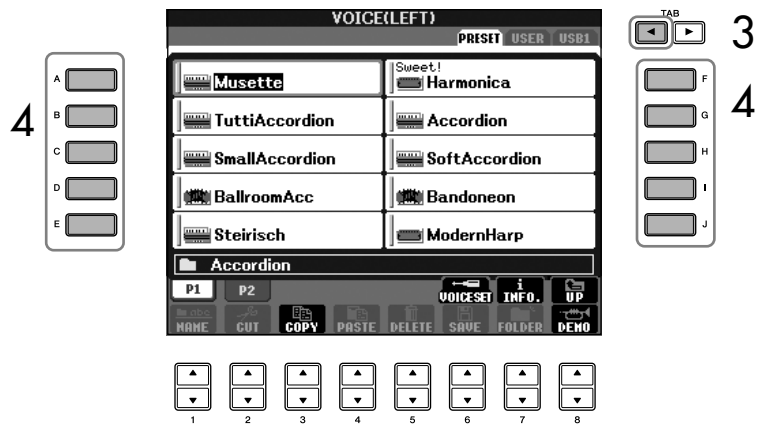 VOICE(LEFT)
PRESET USER USB1
TAB
3
4
A
B
C
D
E
Musette
Sweet!
Harmonica
TuttiAccordion
Accordion
SmallAccordion
SoftAccordion
BallroomAcc
Bandoneon
Steirisch
ModernHarp
Accordion
P1 P2 VOICESET i INFO. UP
NAME CUT COPY PASTE DELETE SAVE FOLDER DEMO
F
G
H
I
J
4
1 2 3 4 5 6 7 8